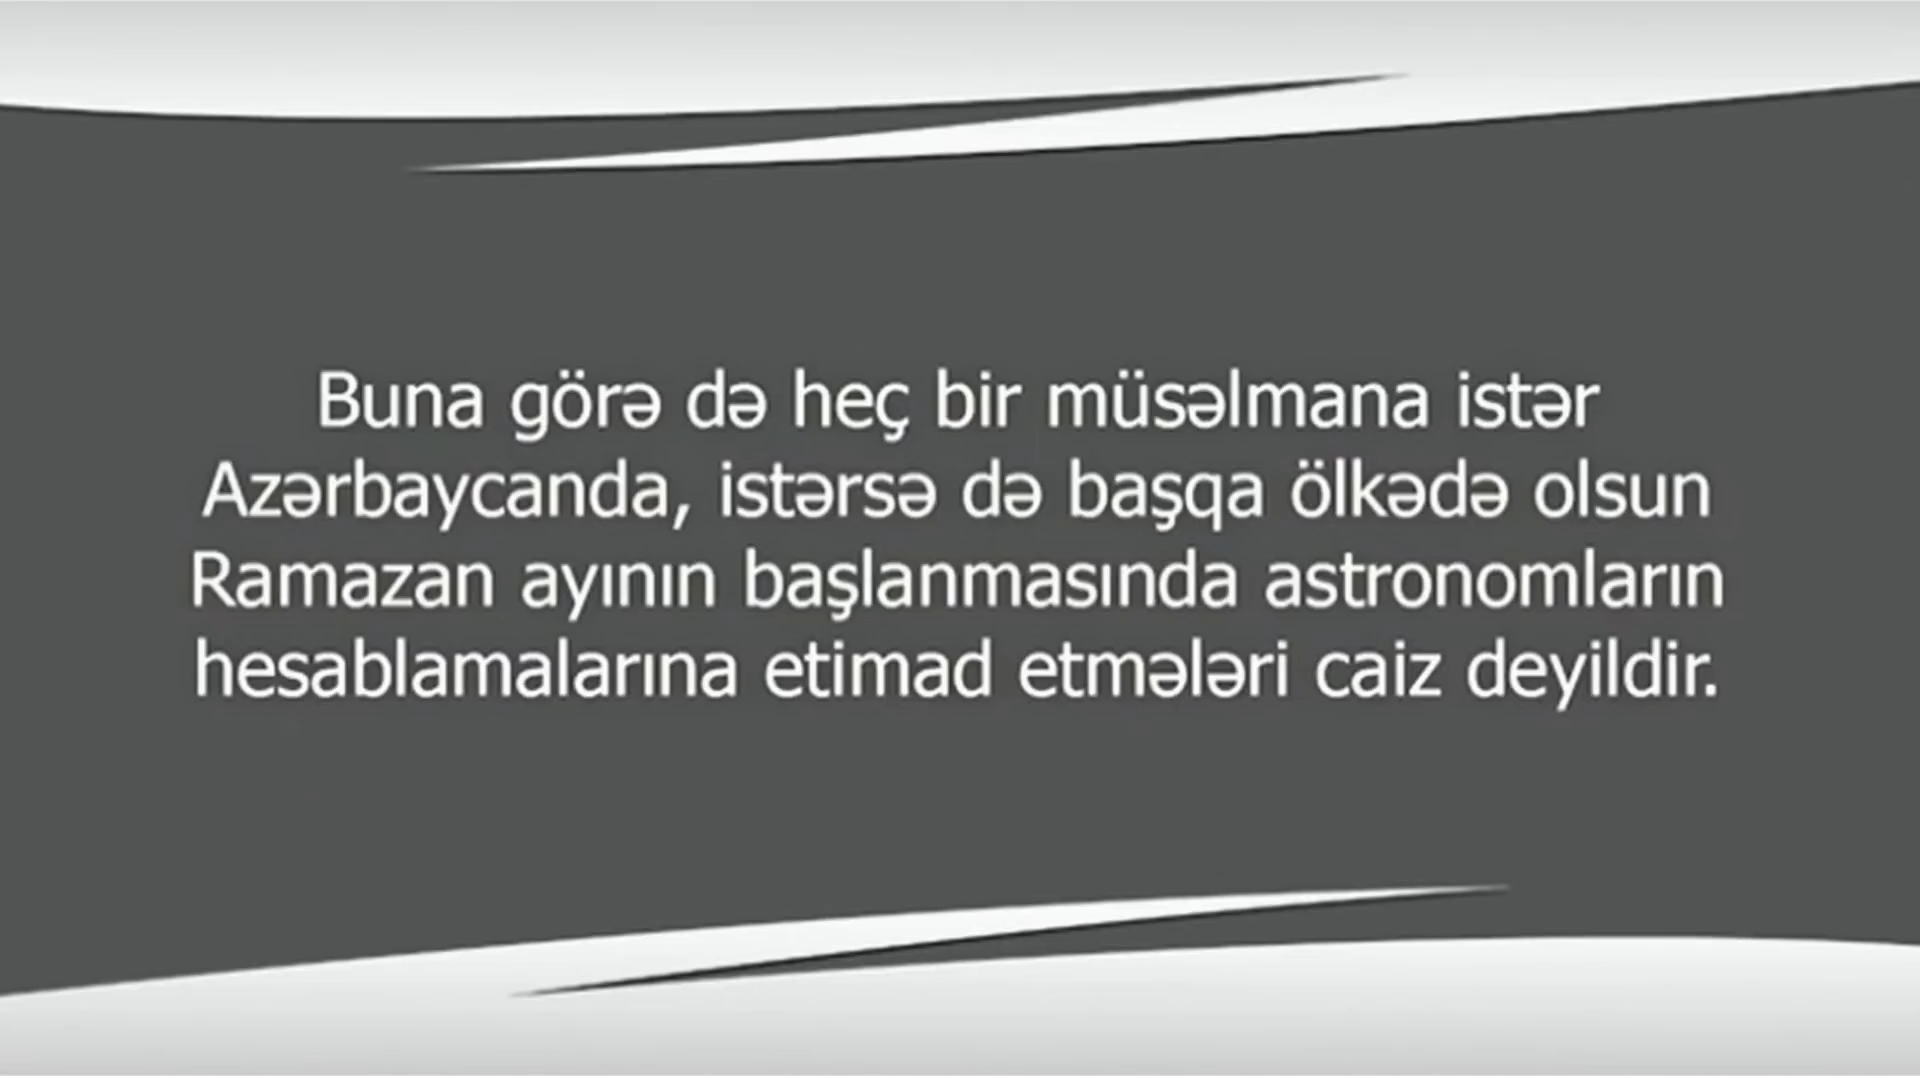 Buna görə də heç bir müsəlmana istər
Azərbaycanda, istərsə də başqa ölkədə olsun
Ramazan ayının başlanmasında astronomların
hesablamalarına etimad etmələri caiz deyildir.